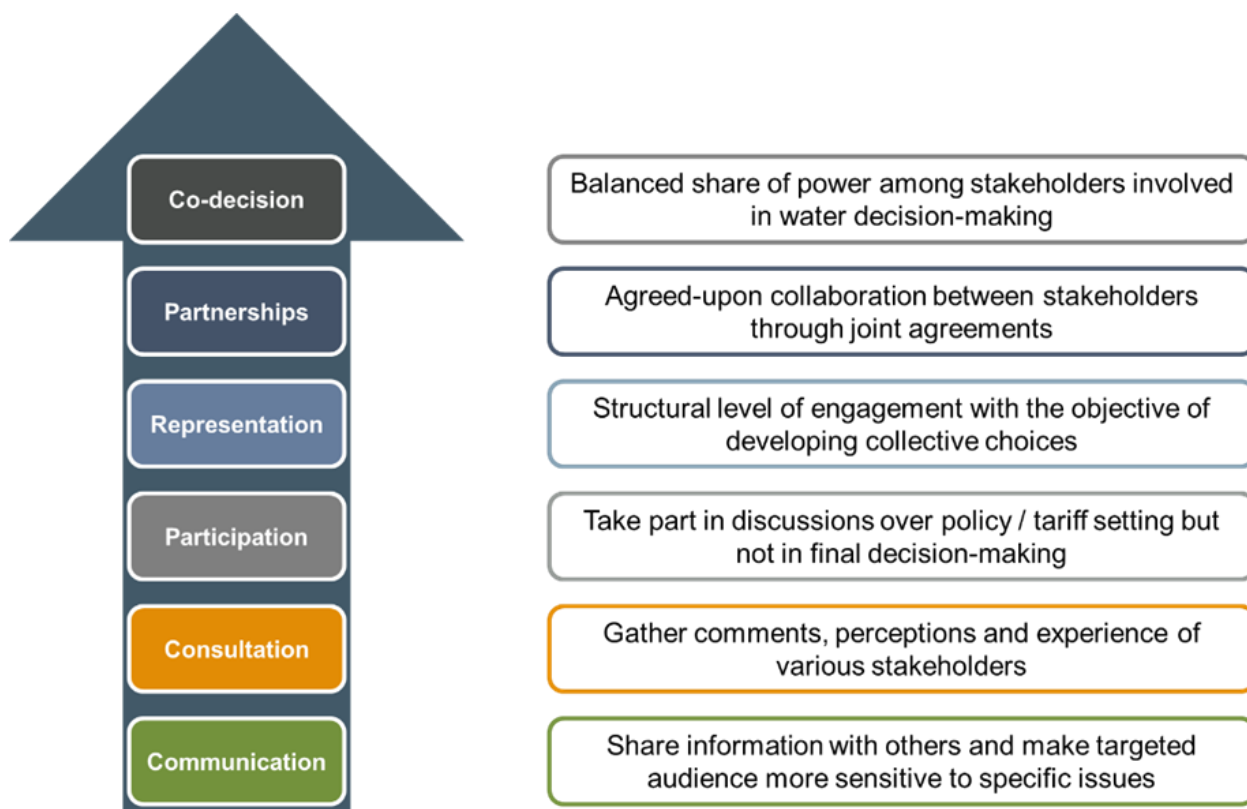 Co-decision
Balanced share of power among stakeholders involved
in water decision-making
Partnerships
Agreed-upon collaboration between stakeholders
through joint agreements
Representation
Structural level of engagement with the objective of
developing collective choices
Participation
Take part in discussions over policy / tariff setting but
not in final decision-making
Consultation
Gather comments, perceptions and experience of
various stakeholders
Communication
Share information with others and make targeted
audience more sensitive to specific issues